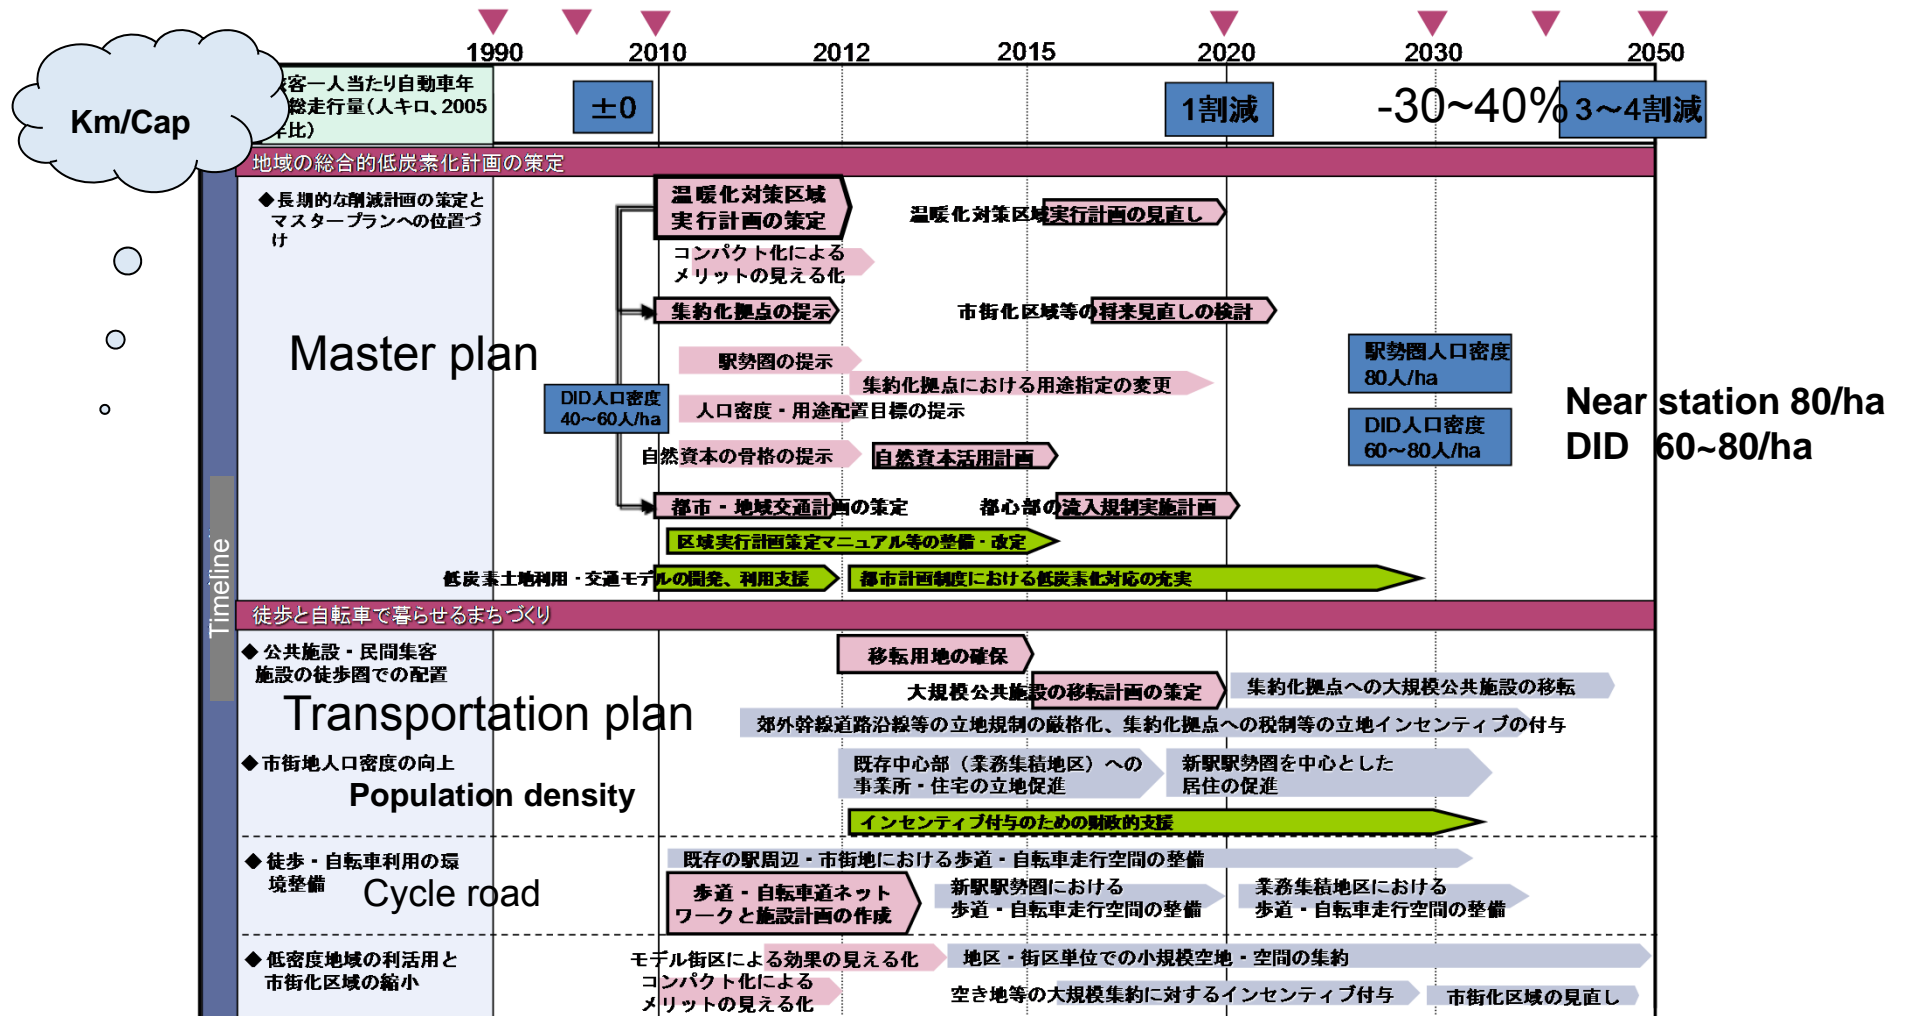 1990
2010
2012
2015
2020
2030
2050
Km/Cap
客一人当たり自動車年
総走行量(人キロ、2005
年比)
±0
1割減
-30~40%
3～4割減
地域の総合的低炭素化計画の策定
Timeline
◆長期的な削減計画の策定と
マスタープランへの位置づ
け
Master plan
温暖化対策区域
実行計画の策定
温暖化対策区域実行計画の見直し
コンパクト化による
メリットの見える化
集約化拠点の提示
市街化区域等の将来見直しの検討
駅勢圏の提示
集約化拠点における用途指定の変更
DID人口密度
40～60人/ha
人口密度・用途配置目標の提示
駅勢圏人口密度
80人/ha
DID人口密度
60～80人/ha
Near station 80/ha
DID 60~80/ha
自然資本の骨格の提示
自然資本活用計画
都市・地域交通計画の策定
都心部の流入規制実施計画
区域実行計画策定マニュアル等の整備・改定
低炭素土地利用・交通モデルの開発、利用支援
都市計画制度における低炭素化対応の充実
徒歩と自転車で暮らせるまちづくり
◆公共施設・民間集客
施設の徒歩圏での配置
Transportation plan
移転用地の確保
大規模公共施設の移転計画の策定
集約化拠点への大規模公共施設の移転
郊外幹線道路沿線等の立地規制の厳格化、集約化拠点への税制等の立地インセンティブの付与
◆市街地人口密度の向上
Population density
既存中心部（業務集積地区）への
事業所・住宅の立地促進
新駅駅勢圏を中心とした
居住の促進
インセンティブ付与のための財政的支援
◆徒歩・自転車利用の環
境整備
Cycle road
既存の駅周辺・市街地における歩道・自転車走行空間の整備
歩道・自転車道ネット
ワークと施設計画の作成
新駅駅勢圏における
歩道・自転車走行空間の整備
業務集積地区における
歩道・自転車走行空間の整備
◆低密度地域の利活用と
市街化区域の縮小
モデル街区による効果の見える化
地区・街区単位での小規模空地・空間の集約
コンパクト化による
メリットの見える化
空き地等の大規模集約に対するインセンティブ付与
市街化区域の見直し